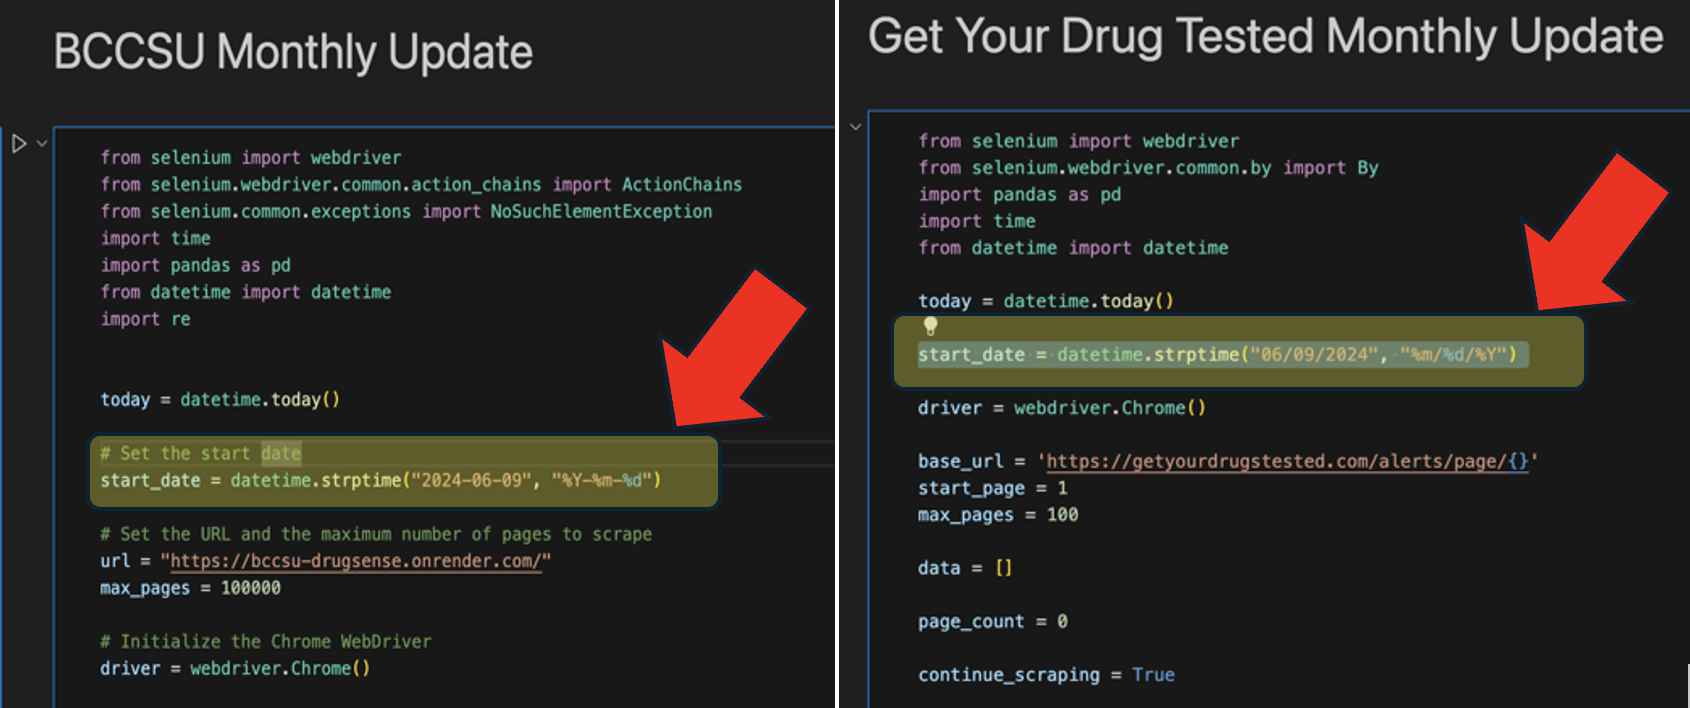 BCCSU Monthly Update
from selenium import webdriver
from selenium.webdriver.common.action_chains import ActionChains
from selenium.common.exceptions import NoSuchElementException
import time
import pandas as pd
from datetime import datetime
import re
today = datetime.today()
# Set the start date
start_date = datetime.strptime("2024-06-09", "%Y-%m-%d")
# Set the URL and the maximum number of pages to scrape
url = "https://bccsu-drugsense.onrender.com/"
max_pages = 100000
# Initialize the Chrome WebDriver
driver = webdriver.Chrome()
Get Your Drug Tested Monthly Update
from selenium import webdriver
from selenium.webdriver.common.by import By
import pandas as pd
import time
from datetime import datetime
today = datetime.today()
start_date = datetime.strptime("06/09/2024", "%m/%d/%Y")
driver = webdriver.Chrome()
base_url = 'https://getyourdrugstested.com/alerts/page/{}'
start_page = 1
max_pages = 100
data = []
page_count = 0
continue_scraping = True